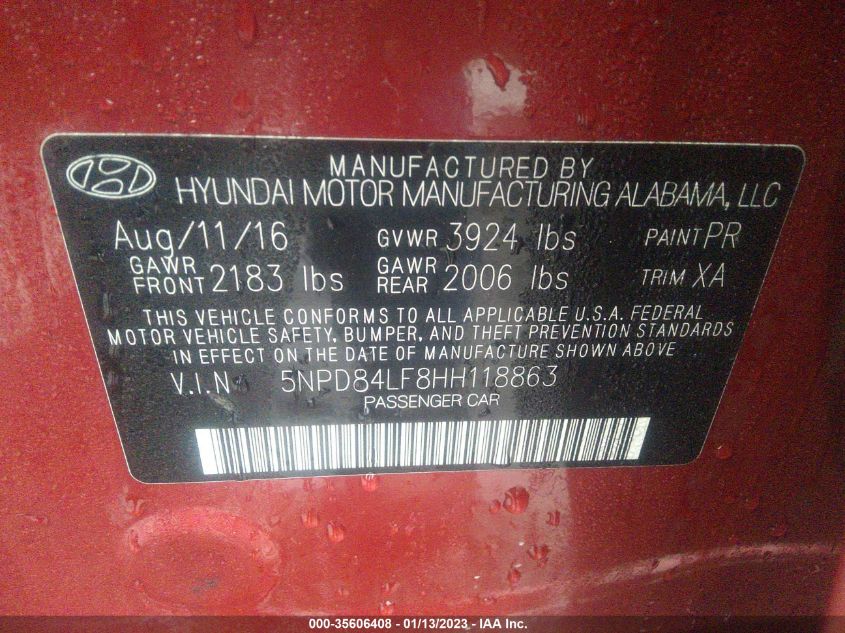 MANUFACTURED BY
HYUNDAI MOTOR MANUFACTURING ALABAMA, LLC
Aug/11/16 GVWR 3924 lbs PAINT PR
GAWR FRONT 2183 lbs GAWR REAR 2006 lbs TRIM XA
THIS VEHICLE CONFORMS TO ALL APPLICABLE U.S.A. FEDERAL
MOTOR VEHICLE SAFETY, BUMPER, AND THEFT PREVENTION STANDARDS
IN EFFECT ON THE DATE OF MANUFACTURE SHOWN ABOVE.
V.I.N 5NPD84LF8HH118863
PASSENGER CAR
000-35606408 - 01/13/2023 - IAA Inc.